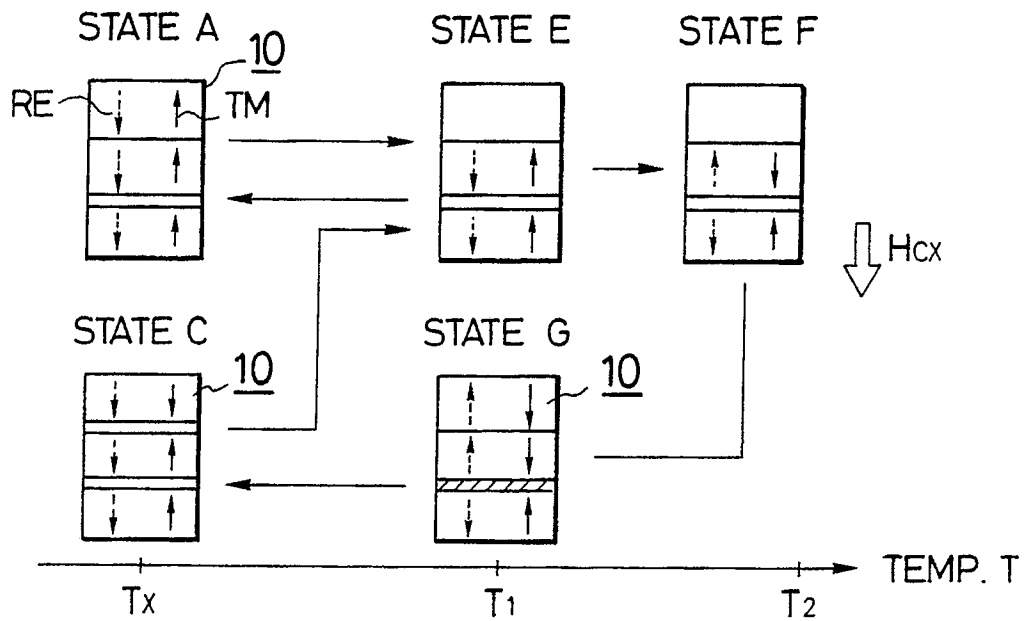 STATE A
STATE E
STATE F
10
RE
TM
HCX
STATE C
STATE G
10
10
TEMP. T
TX
T1
T2